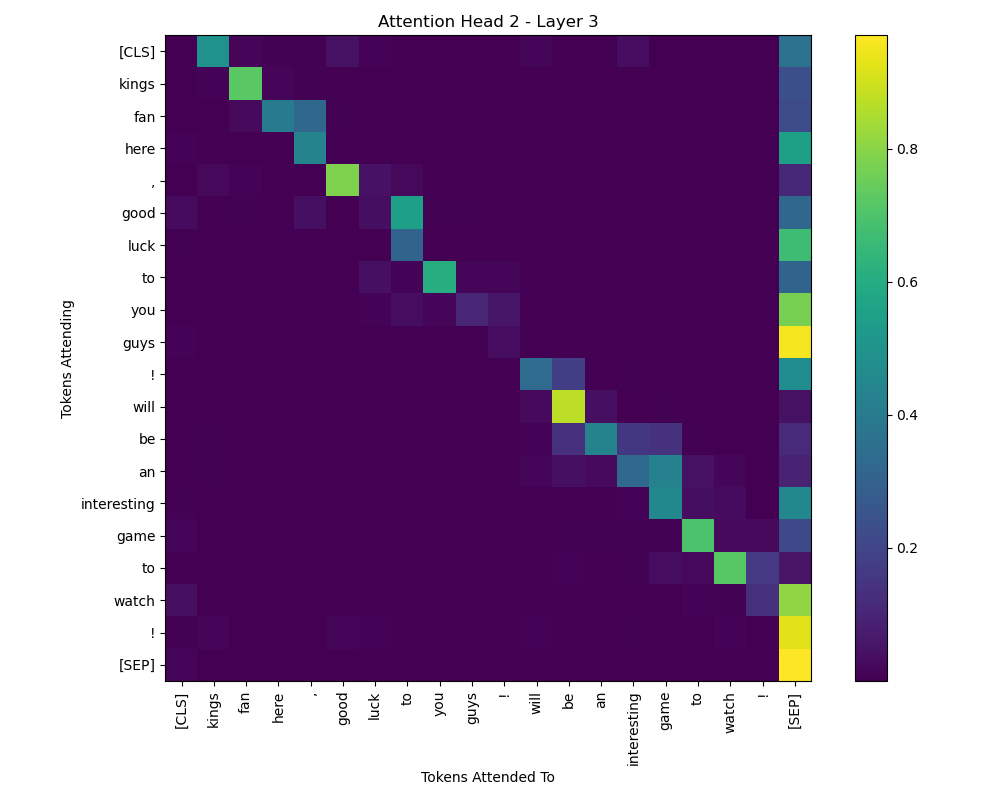 Attention Head 2 - Layer 3
[CLS]
kings
fan
here
,
good
luck
to
you
guys
!
will
be
an
interesting
game
to
watch
!
[SEP]
Tokens Attending
[CLS]
kings
fan
here
,
good
luck
to
you
guys
!
will
be
an
interesting
game
to
watch
!
[SEP]
Tokens Attended To
0.8
0.6
0.4
0.2